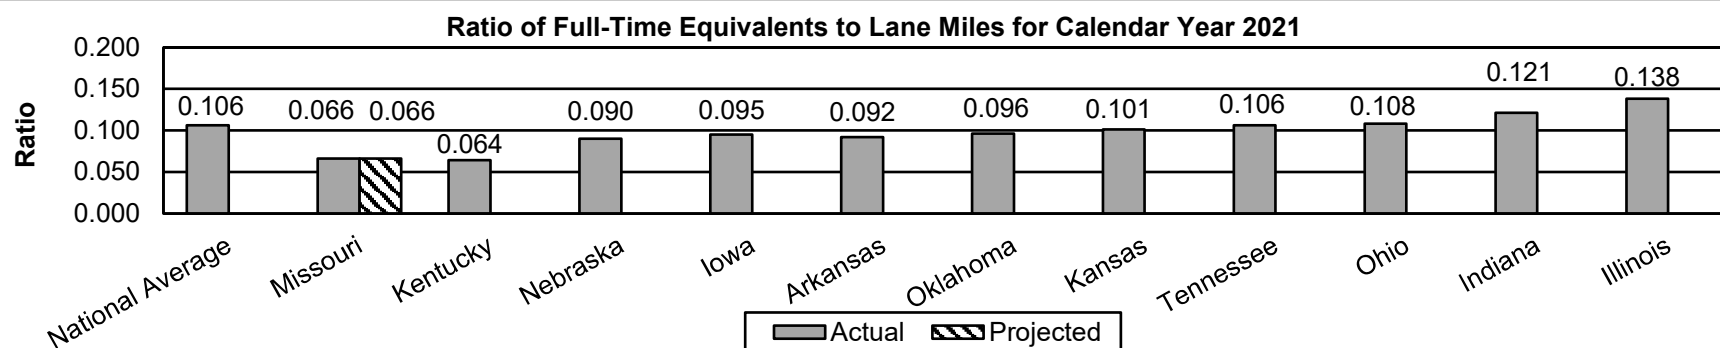 Ratio of Full-Time Equivalents to Lane Miles for Calendar Year 2021
Ratio
0.200
0.150
0.100
0.050
0.000
0.106
0.066
0.066
0.064
0.090
0.095
0.092
0.096
0.101
0.106
0.108
0.121
0.138
National Average
Missouri
Kentucky
Nebraska
Iowa
Arkansas
Oklahoma
Kansas
Tennessee
Ohio
Indiana
Illinois
Actual
Projected